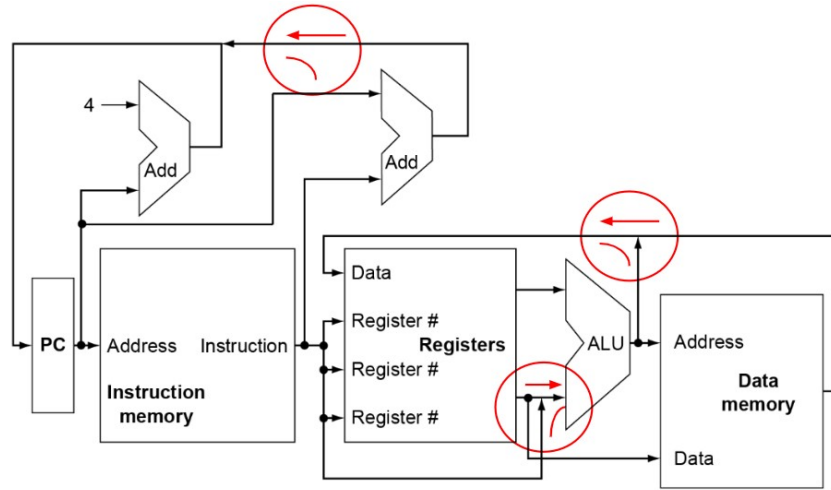 4
Add
Add
Data
PC
Address
Instruction
Register #
Registers
ALU
Address
Instruction
memory
Register #
Data
memory
Register #
Data